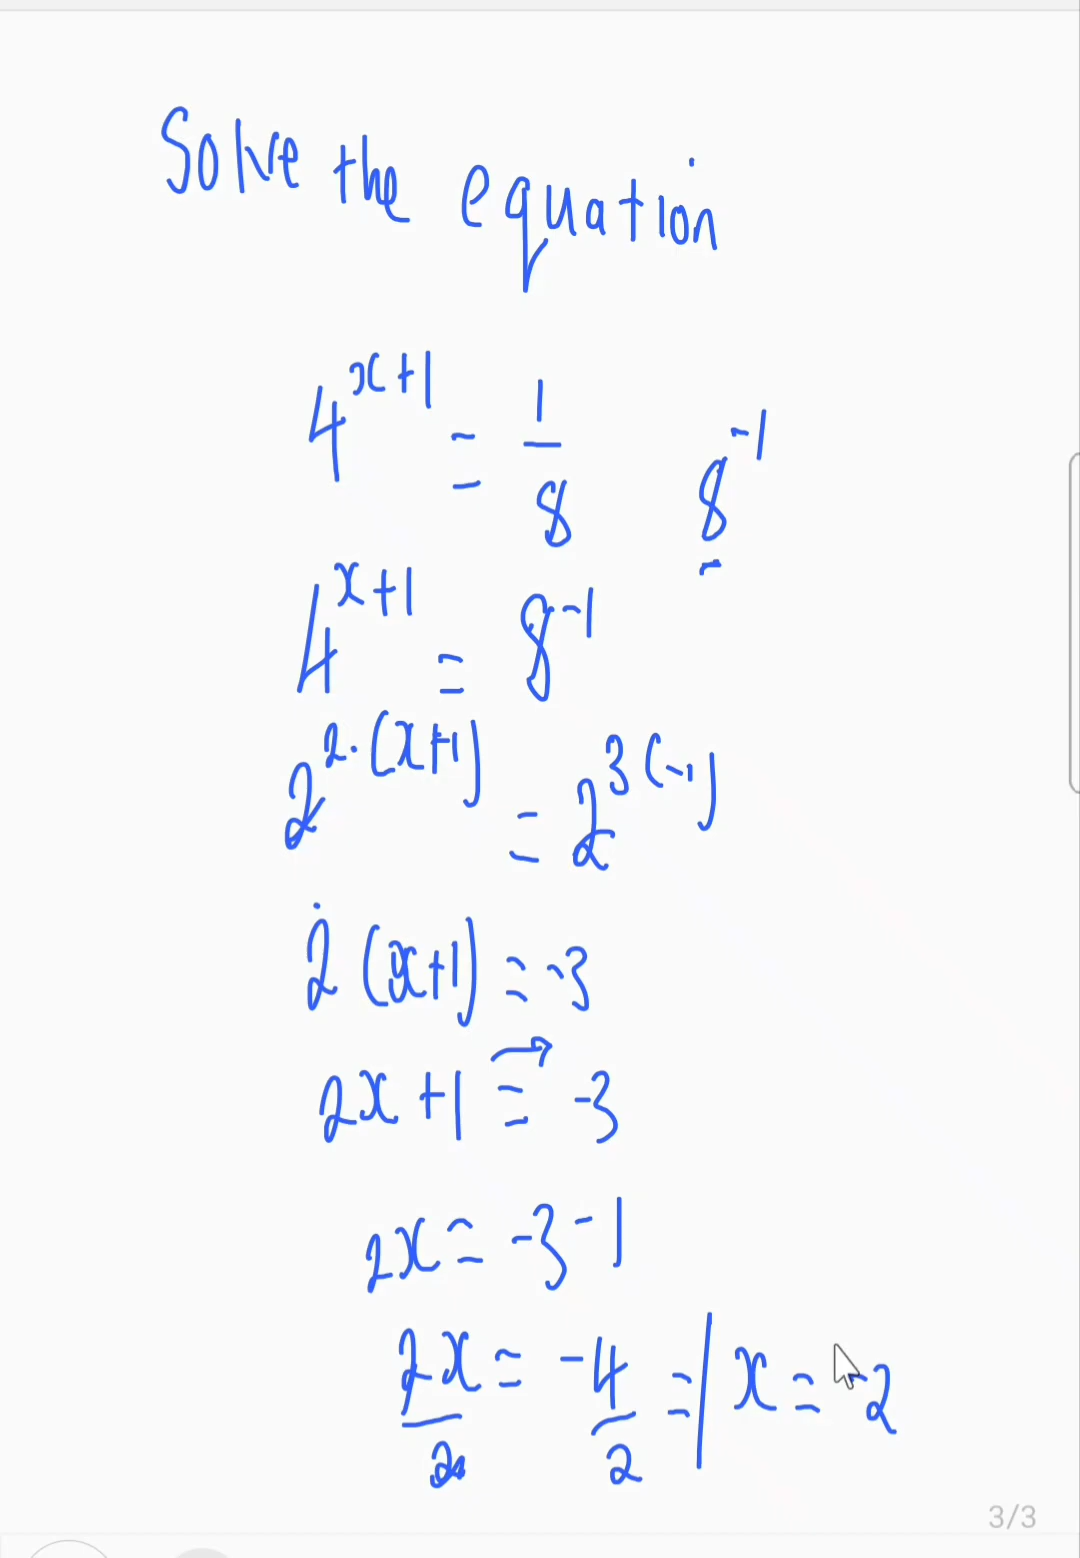 Solve the equation
4^{x+1} = 1/8    8^{-1}
4^{x+1} = 8^{-1}
2^{2·(x+1)} = 2^{3(-1)}
2(x+1) = -3
2x+1 = -3
2x = -3-1
2x/2 = -4/2 = | x = -2
3/3